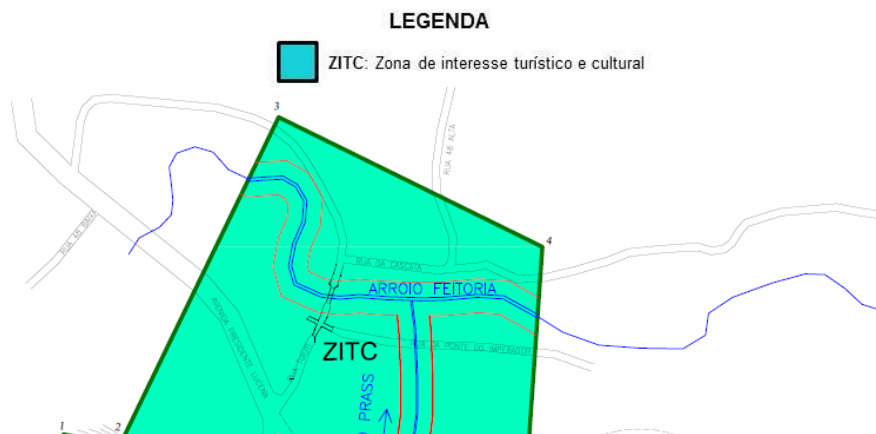 LEGENDA
ZITC: Zona de interesse turístico e cultural
3
RUA 48 ALTA
4
RUA 48 BAIXA
RUA DA CASCATA
ARROIO FEITORIA
AVENIDA PRESIDENTE LUCENA
RUA DA PONTE DO IMPERADOR
ZITC
PRASS
1
2